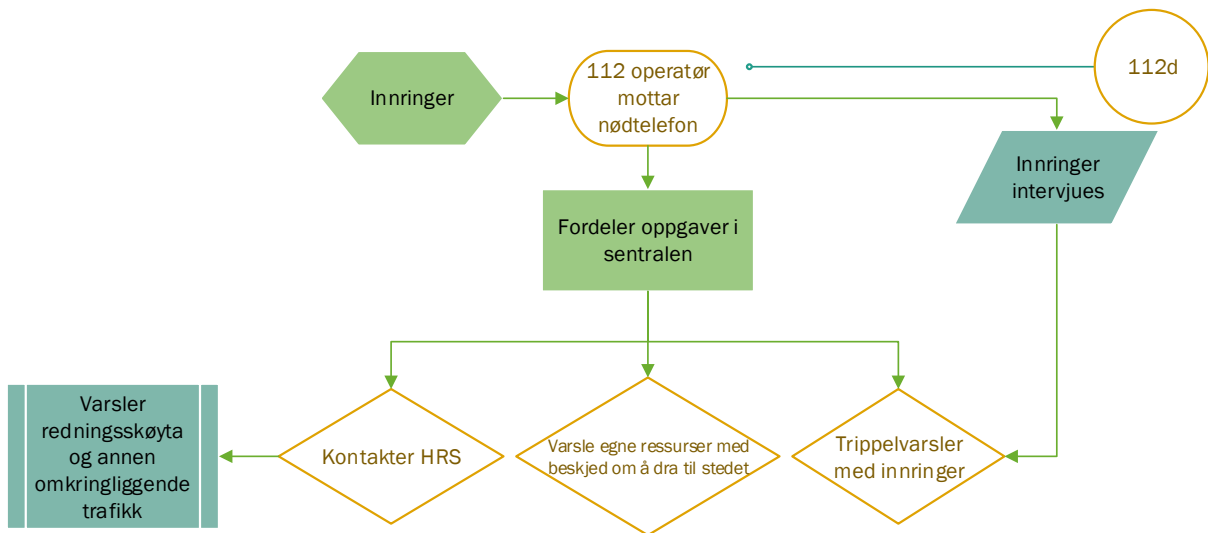 Innringer
112 operatør
mottar
nødtelefon
112d
Innringer
intervjues
Fordeler oppgaver i
sentralen
Varsler
redningsskøyta
og annen
omkringliggende
trafikk
Kontakter HRS
Varsle egne ressurser med
beskjed om å dra til stedet
Trippelvarsler
med innringer